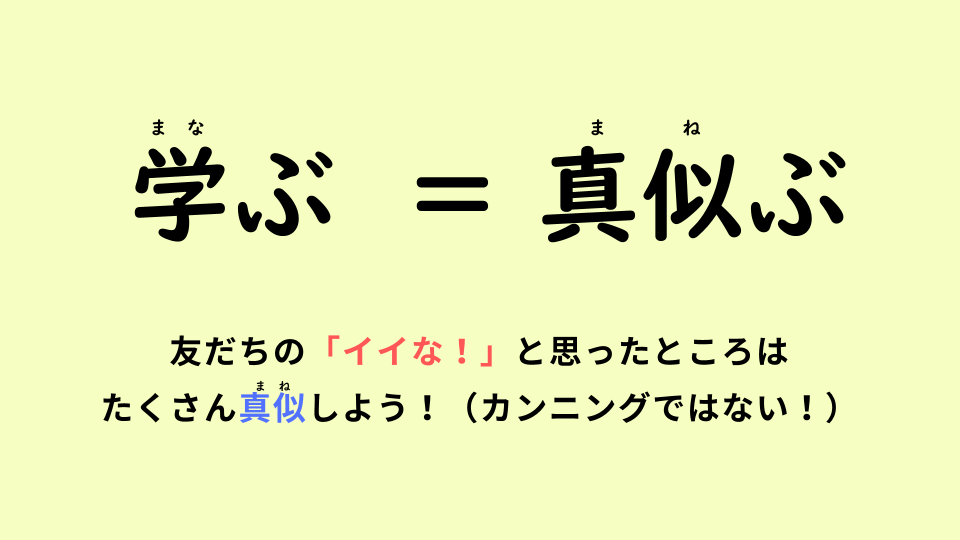 まな　まね
学ぶ = 真似ぶ
友だちの「イイな！」と思ったところは
まね
たくさん真似しよう！（カンニングではない！）